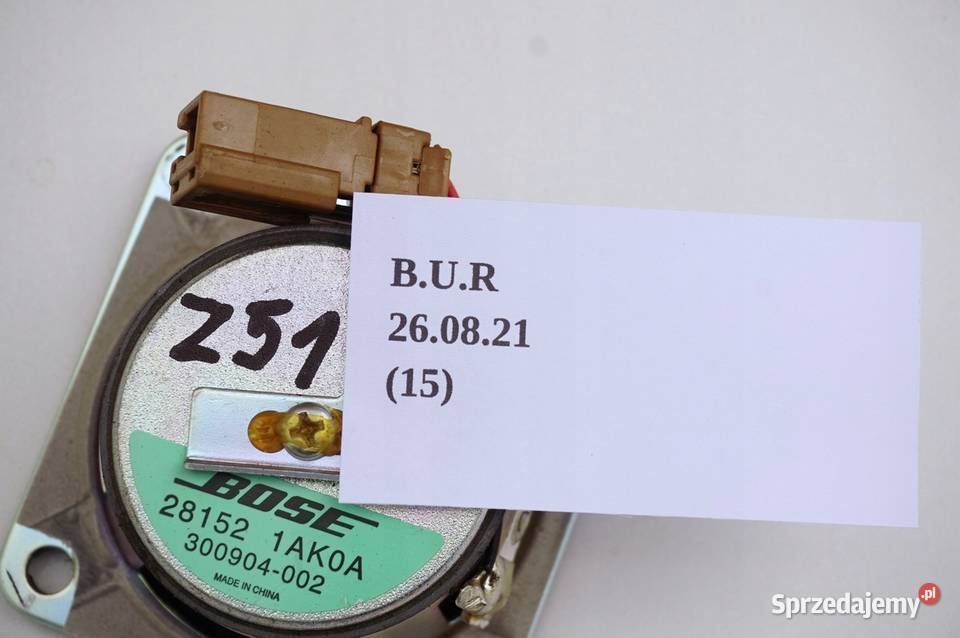 B.U.R
26.08.21
(15)
Z51
BOSE
28152 1AK0A
300904-002
MADE IN CHINA
Sprzedajemy.pl